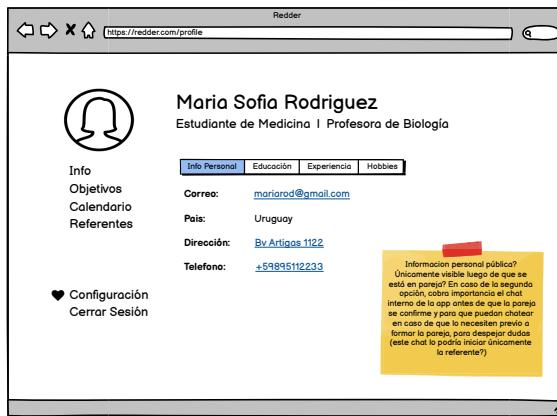 Redder
https://redder.com/profile
Maria Sofia Rodriguez
Estudiante de Medicina | Profesora de Biología
Info Personal Educación Experiencia Hobbies
Info
Objetivos
Calendario
Referentes
Configuración
Cerrar Sesión
Correo: mariarod@gmail.com
Pais: Uruguay
Dirección: Bv Artigas 1122
Telefono: +59895112233
Informacion personal pública?
Únicamente visible luego de que se
está en pareja? En caso de la segunda
opción, cobra importancia el chat
interno de la app antes de que la pareja
se confirme y para que puedan chatear
en caso de que lo necesiten previo a
formar la pareja, para despejar dudas
(este chat lo podría iniciar únicamente
la referente?)